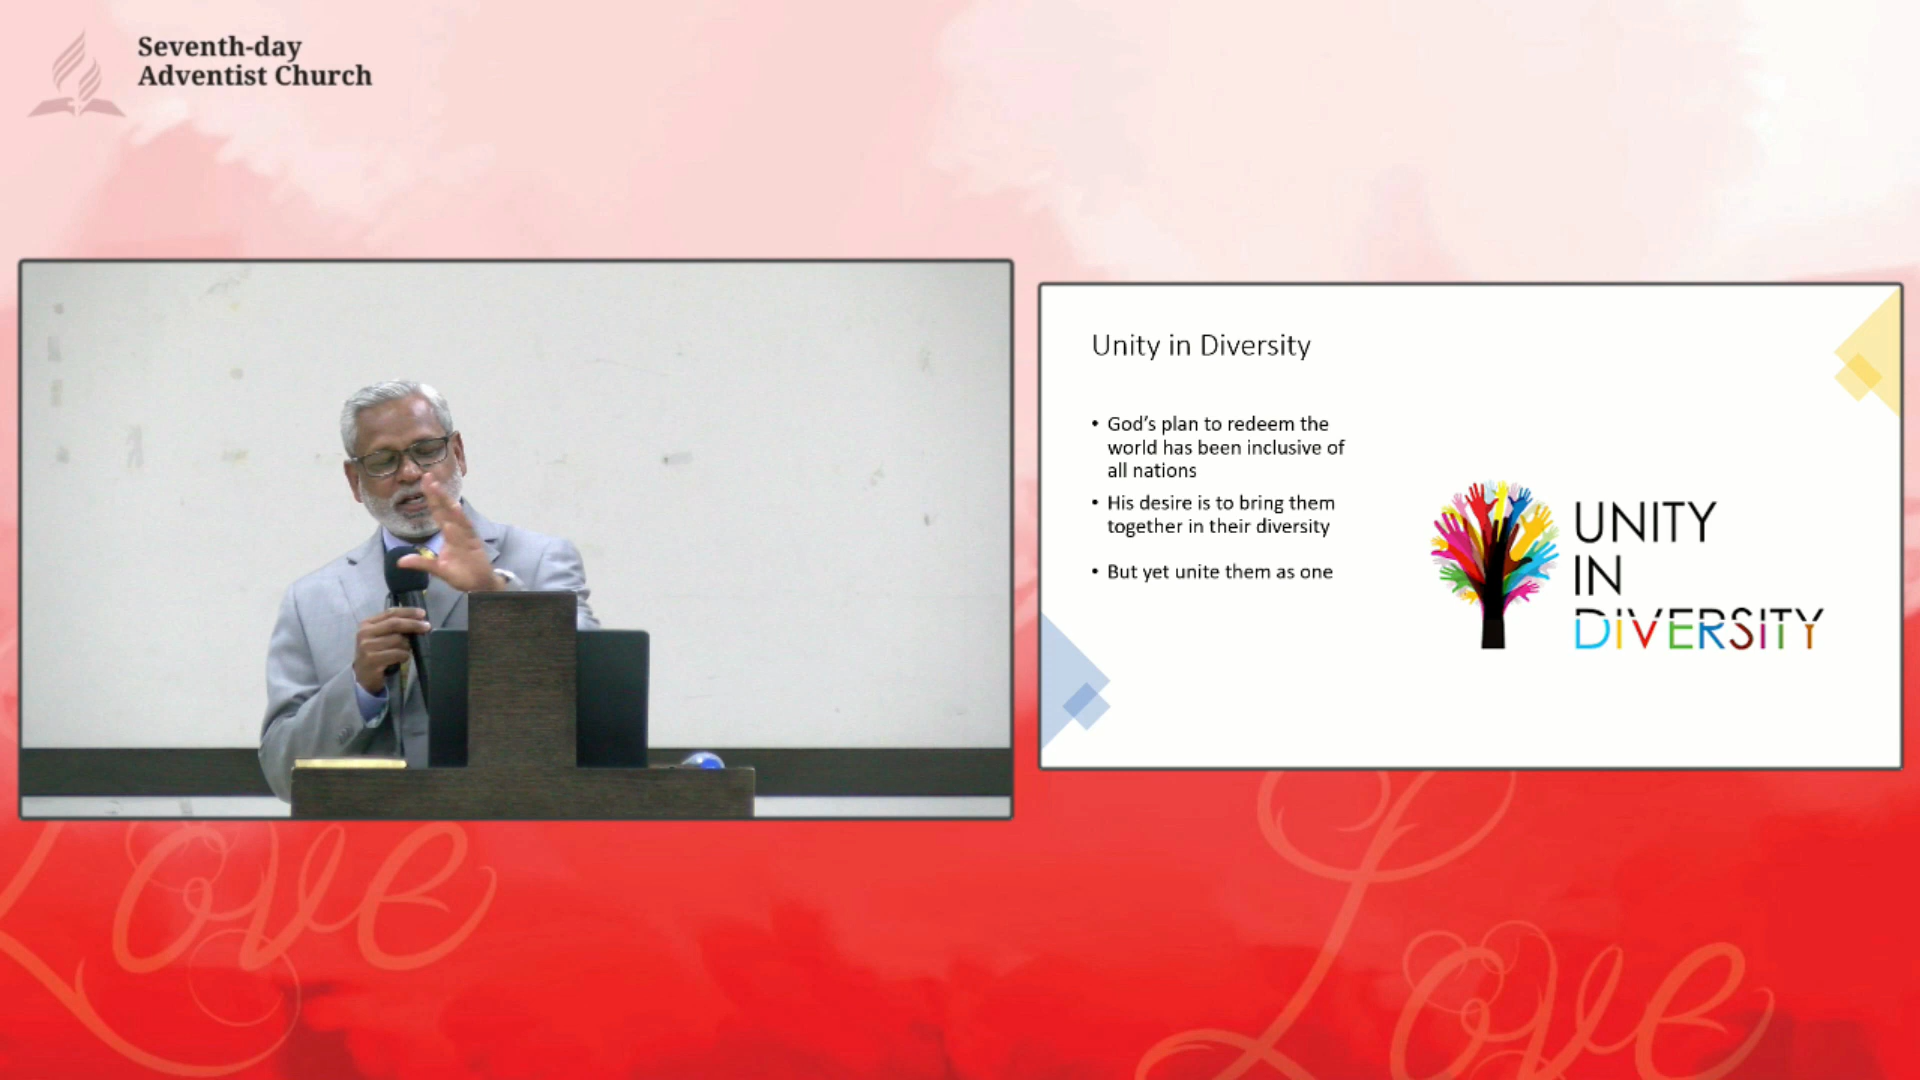 Seventh-day
Adventist Church
Unity in Diversity
• God's plan to redeem the
world has been inclusive of
all nations
• His desire is to bring them
together in their diversity
• But yet unite them as one
UNITY
IN
DIVERSITY
Love
Love